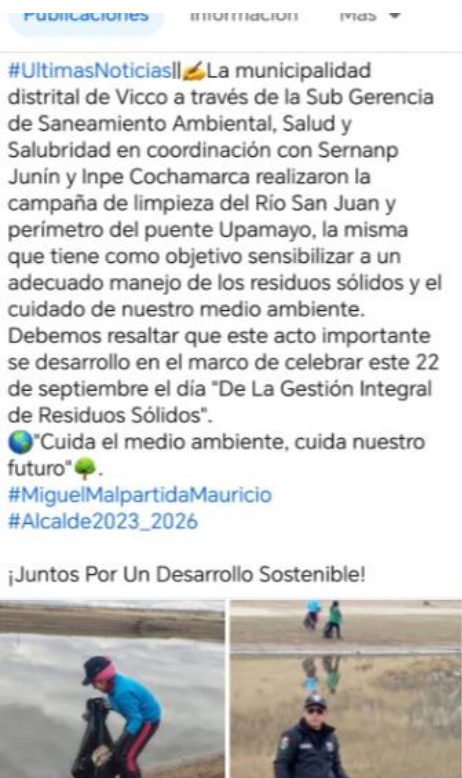 Publicaciones Información Más
#UltimasNoticias||✍La municipalidad
distrital de Vicco a través de la Sub Gerencia
de Saneamiento Ambiental, Salud y
Salubridad en coordinación con Sernanp
Junín y Inpe Cochamarca realizaron la
campaña de limpieza del Río San Juan y
perímetro del puente Upamayo, la misma
que tiene como objetivo sensibilizar a un
adecuado manejo de los residuos sólidos y el
cuidado de nuestro medio ambiente.
Debemos resaltar que este acto importante
se desarrollo en el marco de celebrar este 22
de septiembre el día "De La Gestión Integral
de Residuos Sólidos".
🌎"Cuida el medio ambiente, cuida nuestro
futuro"🌳.
#MiguelMalpartidaMauricio
#Alcalde2023_2026
¡Juntos Por Un Desarrollo Sostenible!